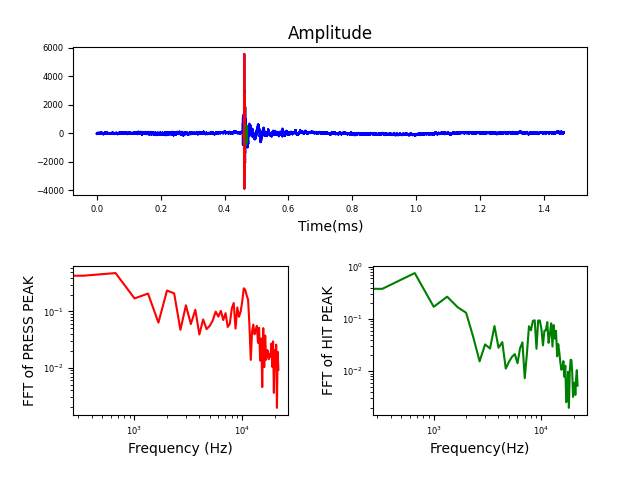 Amplitude
6000
4000
2000
0
−2000
−4000
0.0 0.2 0.4 0.6 0.8 1.0 1.2 1.4
Time(ms)
FFT of PRESS PEAK
10⁻¹
10⁻²
10³ 10⁴
Frequency (Hz)
FFT of HIT PEAK
10⁰
10⁻¹
10⁻²
10³ 10⁴
Frequency(Hz)